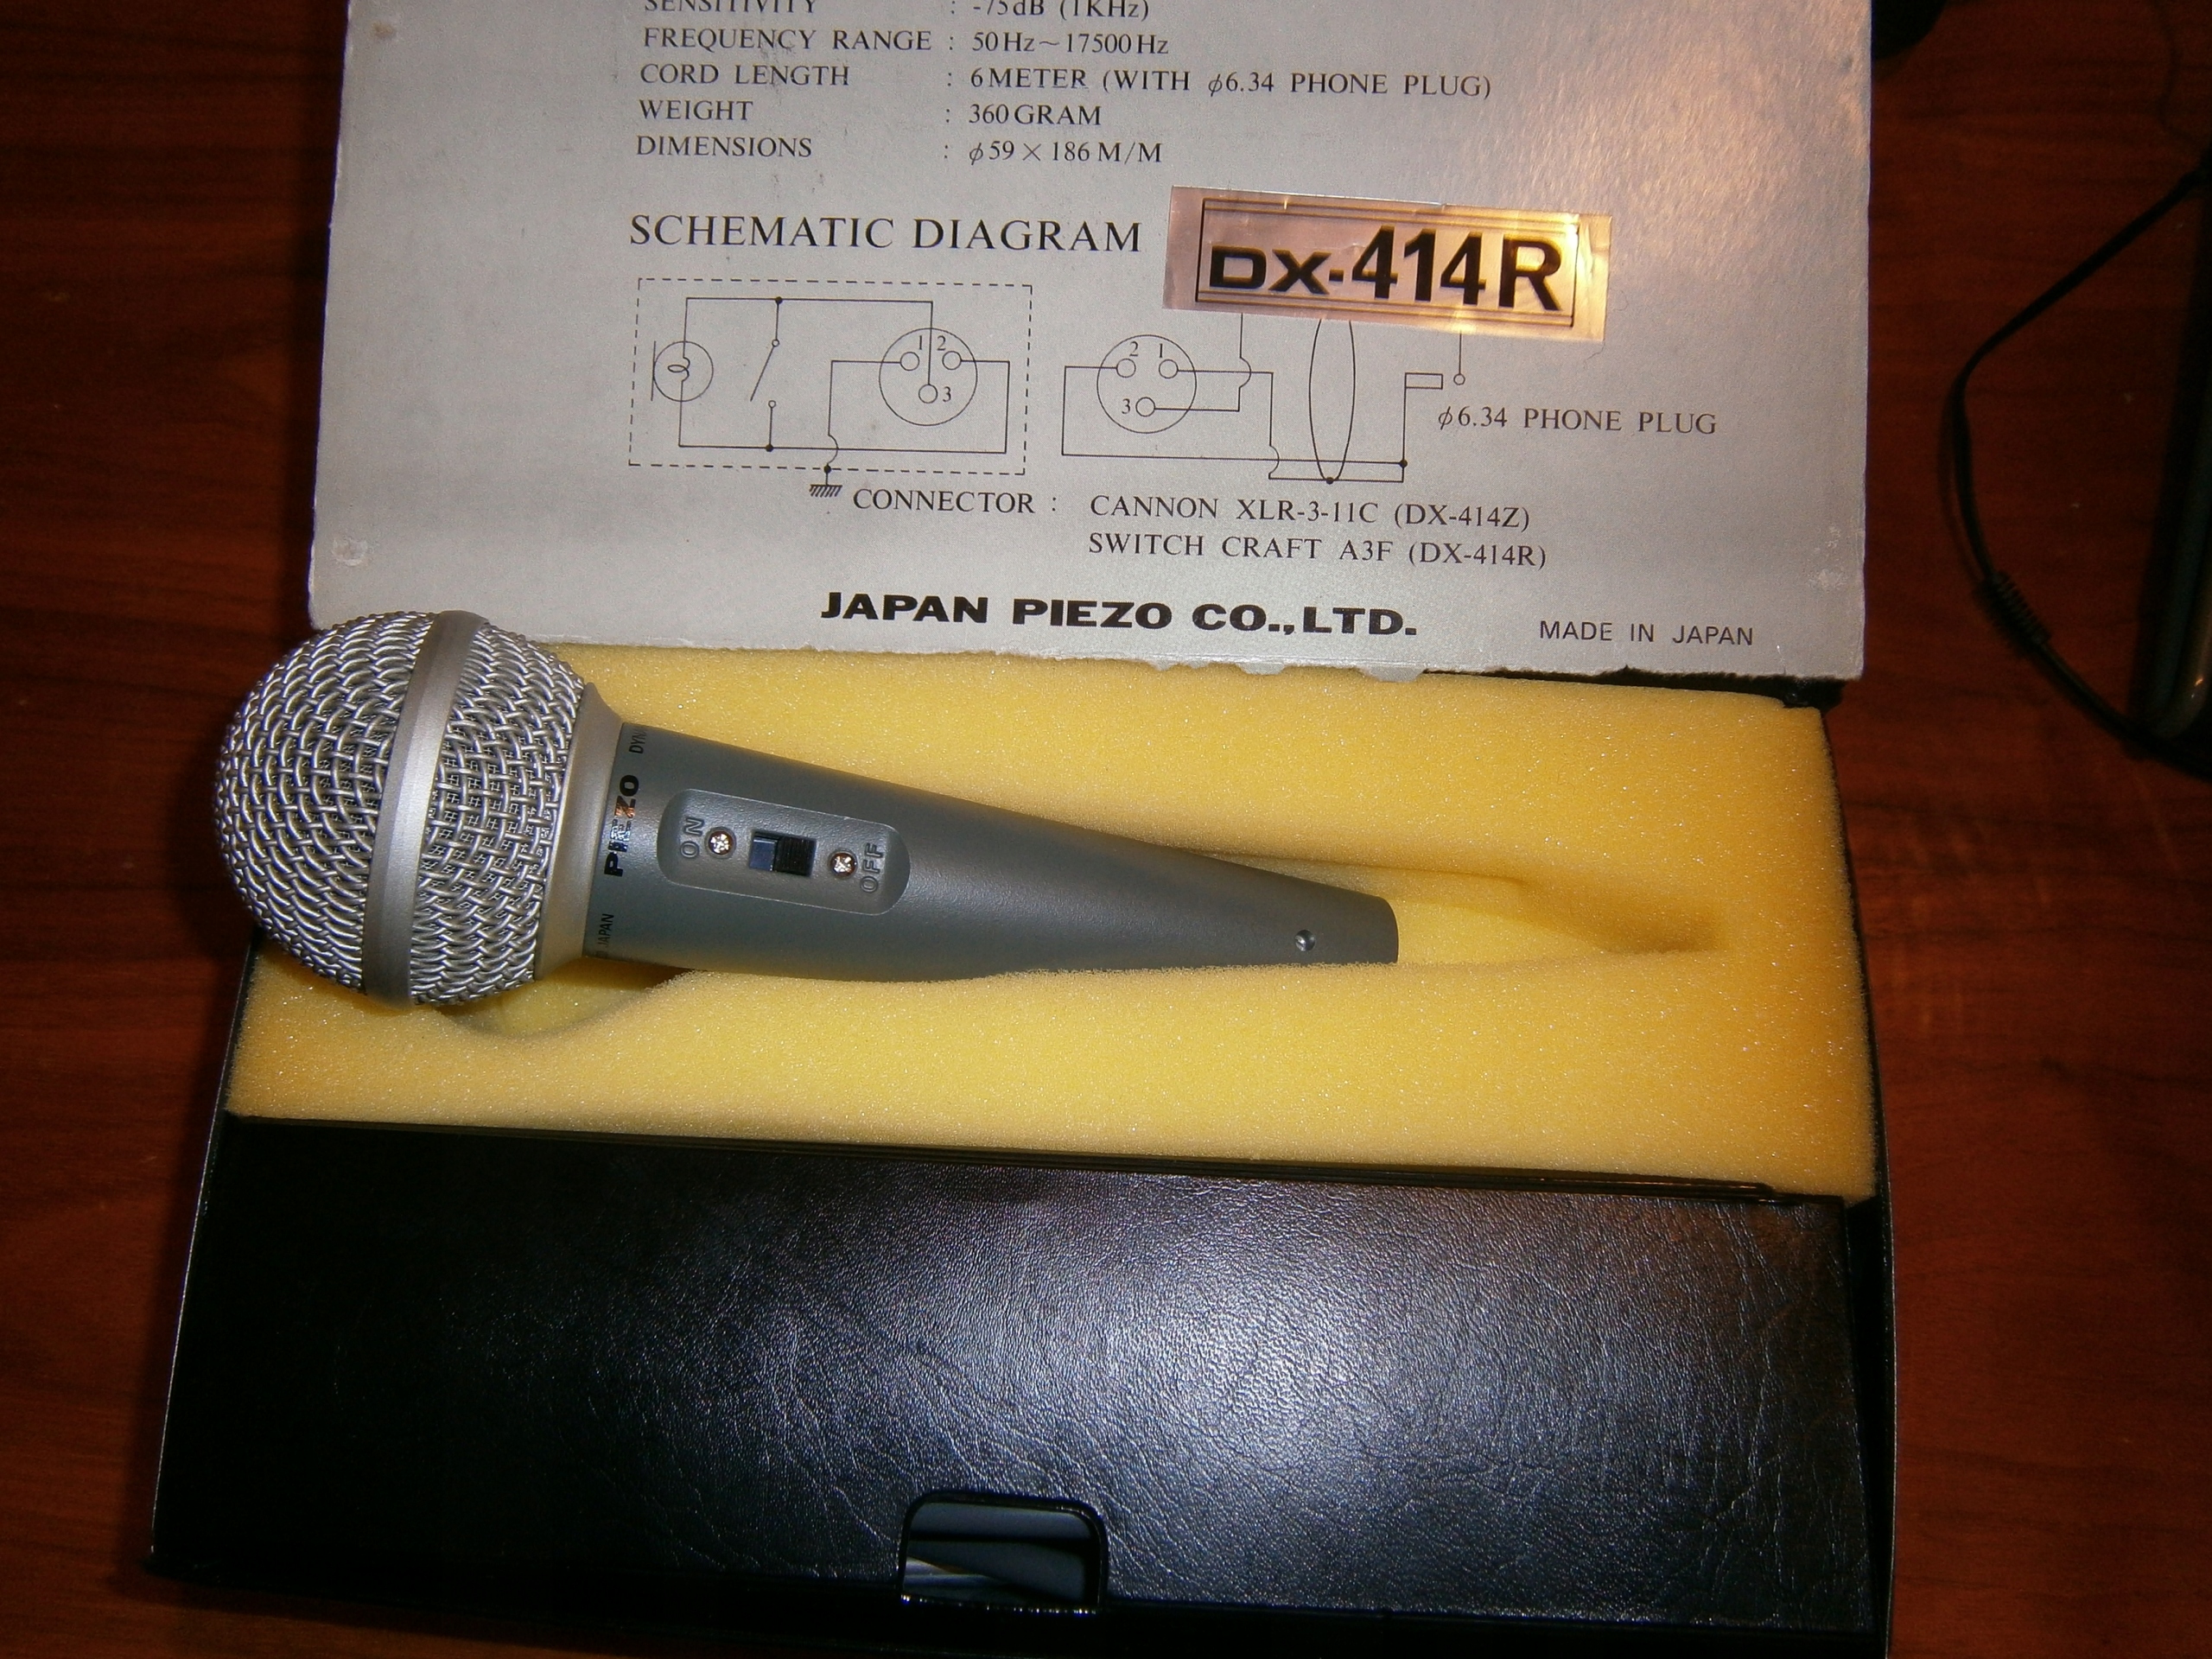 SENSITIVITY : -75dB (1KHz)
FREQUENCY RANGE : 50Hz~17500Hz
CORD LENGTH : 6METER (WITH φ6.34 PHONE PLUG)
WEIGHT : 360GRAM
DIMENSIONS : φ59×186M/M
SCHEMATIC DIAGRAM
DX-414R
1 2
3
2 1
3
φ6.34 PHONE PLUG
CONNECTOR : CANNON XLR-3-11C (DX-414Z)
SWITCH CRAFT A3F (DX-414R)
JAPAN PIEZO CO.,LTD.
MADE IN JAPAN
PIEZO
JAPAN
ON
OFF